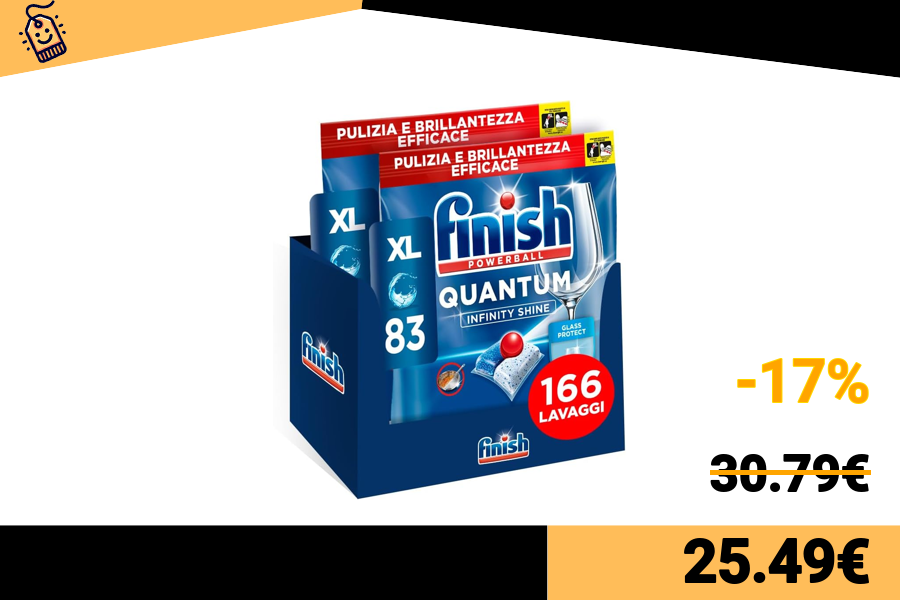 PULIZIA E BRILLANTEZZA
EFFICACE
PULIZIA E BRILLANTEZZA
EFFICACE
XL
XL
83
finish
POWERBALL
QUANTUM
INFINITY SHINE
GLASS
PROTECT
166
LAVAGGI
finish
finish
-17%
30.79€
25.49€